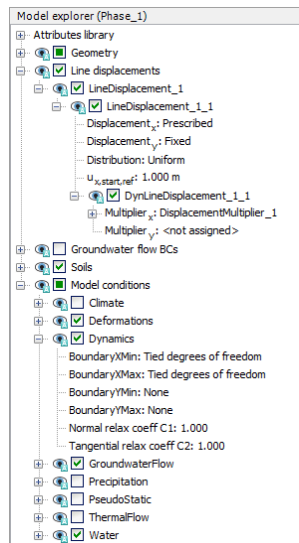 Model explorer (Phase_1)
Attributes library
Geometry
Line displacements
LineDisplacement_1
LineDisplacement_1_1
Displacementx: Prescribed
Displacementy: Fixed
Distribution: Uniform
ux,start,ref: 1.000 m
DynLineDisplacement_1_1
Multiplierx: DisplacementMultiplier_1
Multipliery: <not assigned>
Groundwater flow BCs
Soils
Model conditions
Climate
Deformations
Dynamics
BoundaryXMin: Tied degrees of freedom
BoundaryXMax: Tied degrees of freedom
BoundaryYMin: None
BoundaryYMax: None
Normal relax coeff C1: 1.000
Tangential relax coeff C2: 1.000
GroundwaterFlow
Precipitation
PseudoStatic
ThermalFlow
Water